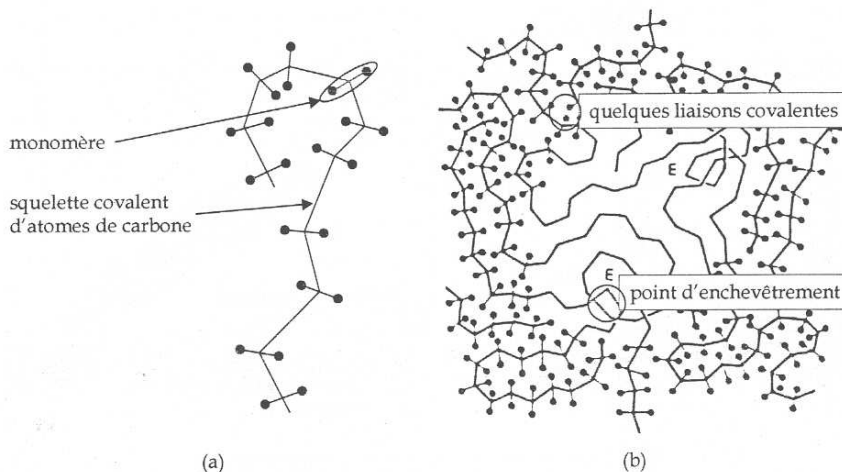 quelques liaisons covalentes
monomère
E
squelette covalent
d'atomes de carbone
E
point d'enchevêtrement
(a)
(b)